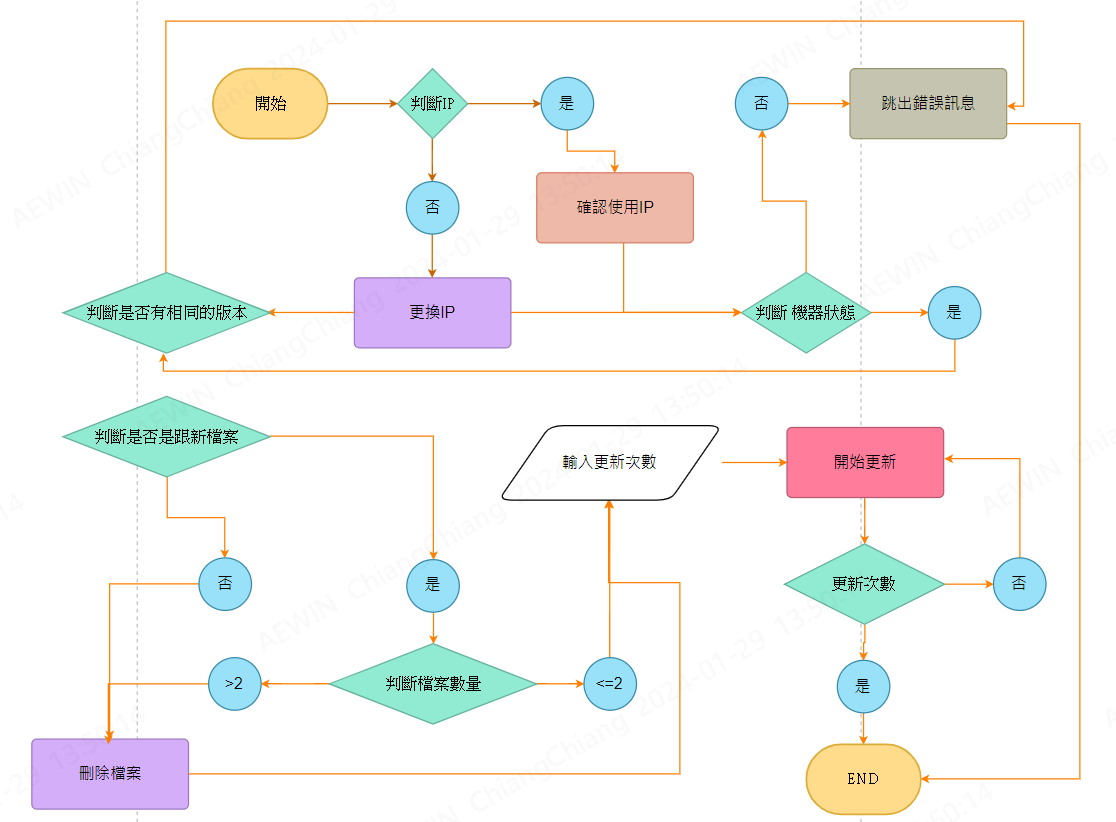 開始
判斷IP
是
否
跳出錯誤訊息
否
確認使用IP
判斷是否有相同的版本
更換IP
判斷 機器狀態
是
判斷是否是跟新檔案
輸入更新次數
開始更新
否
是
更新次數
否
>2
判斷檔案數量
<=2
是
刪除檔案
END
AEWIN ChiangChiang 2024-01-29 13:50:14